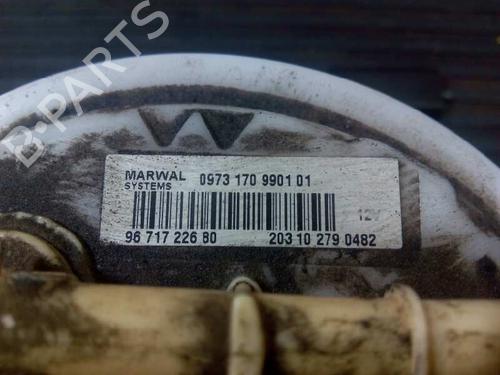 B-PARTS
MARWAL SYSTEMS 0973 170 9901 01
12V
96 717 226 80 203 10 279 0482